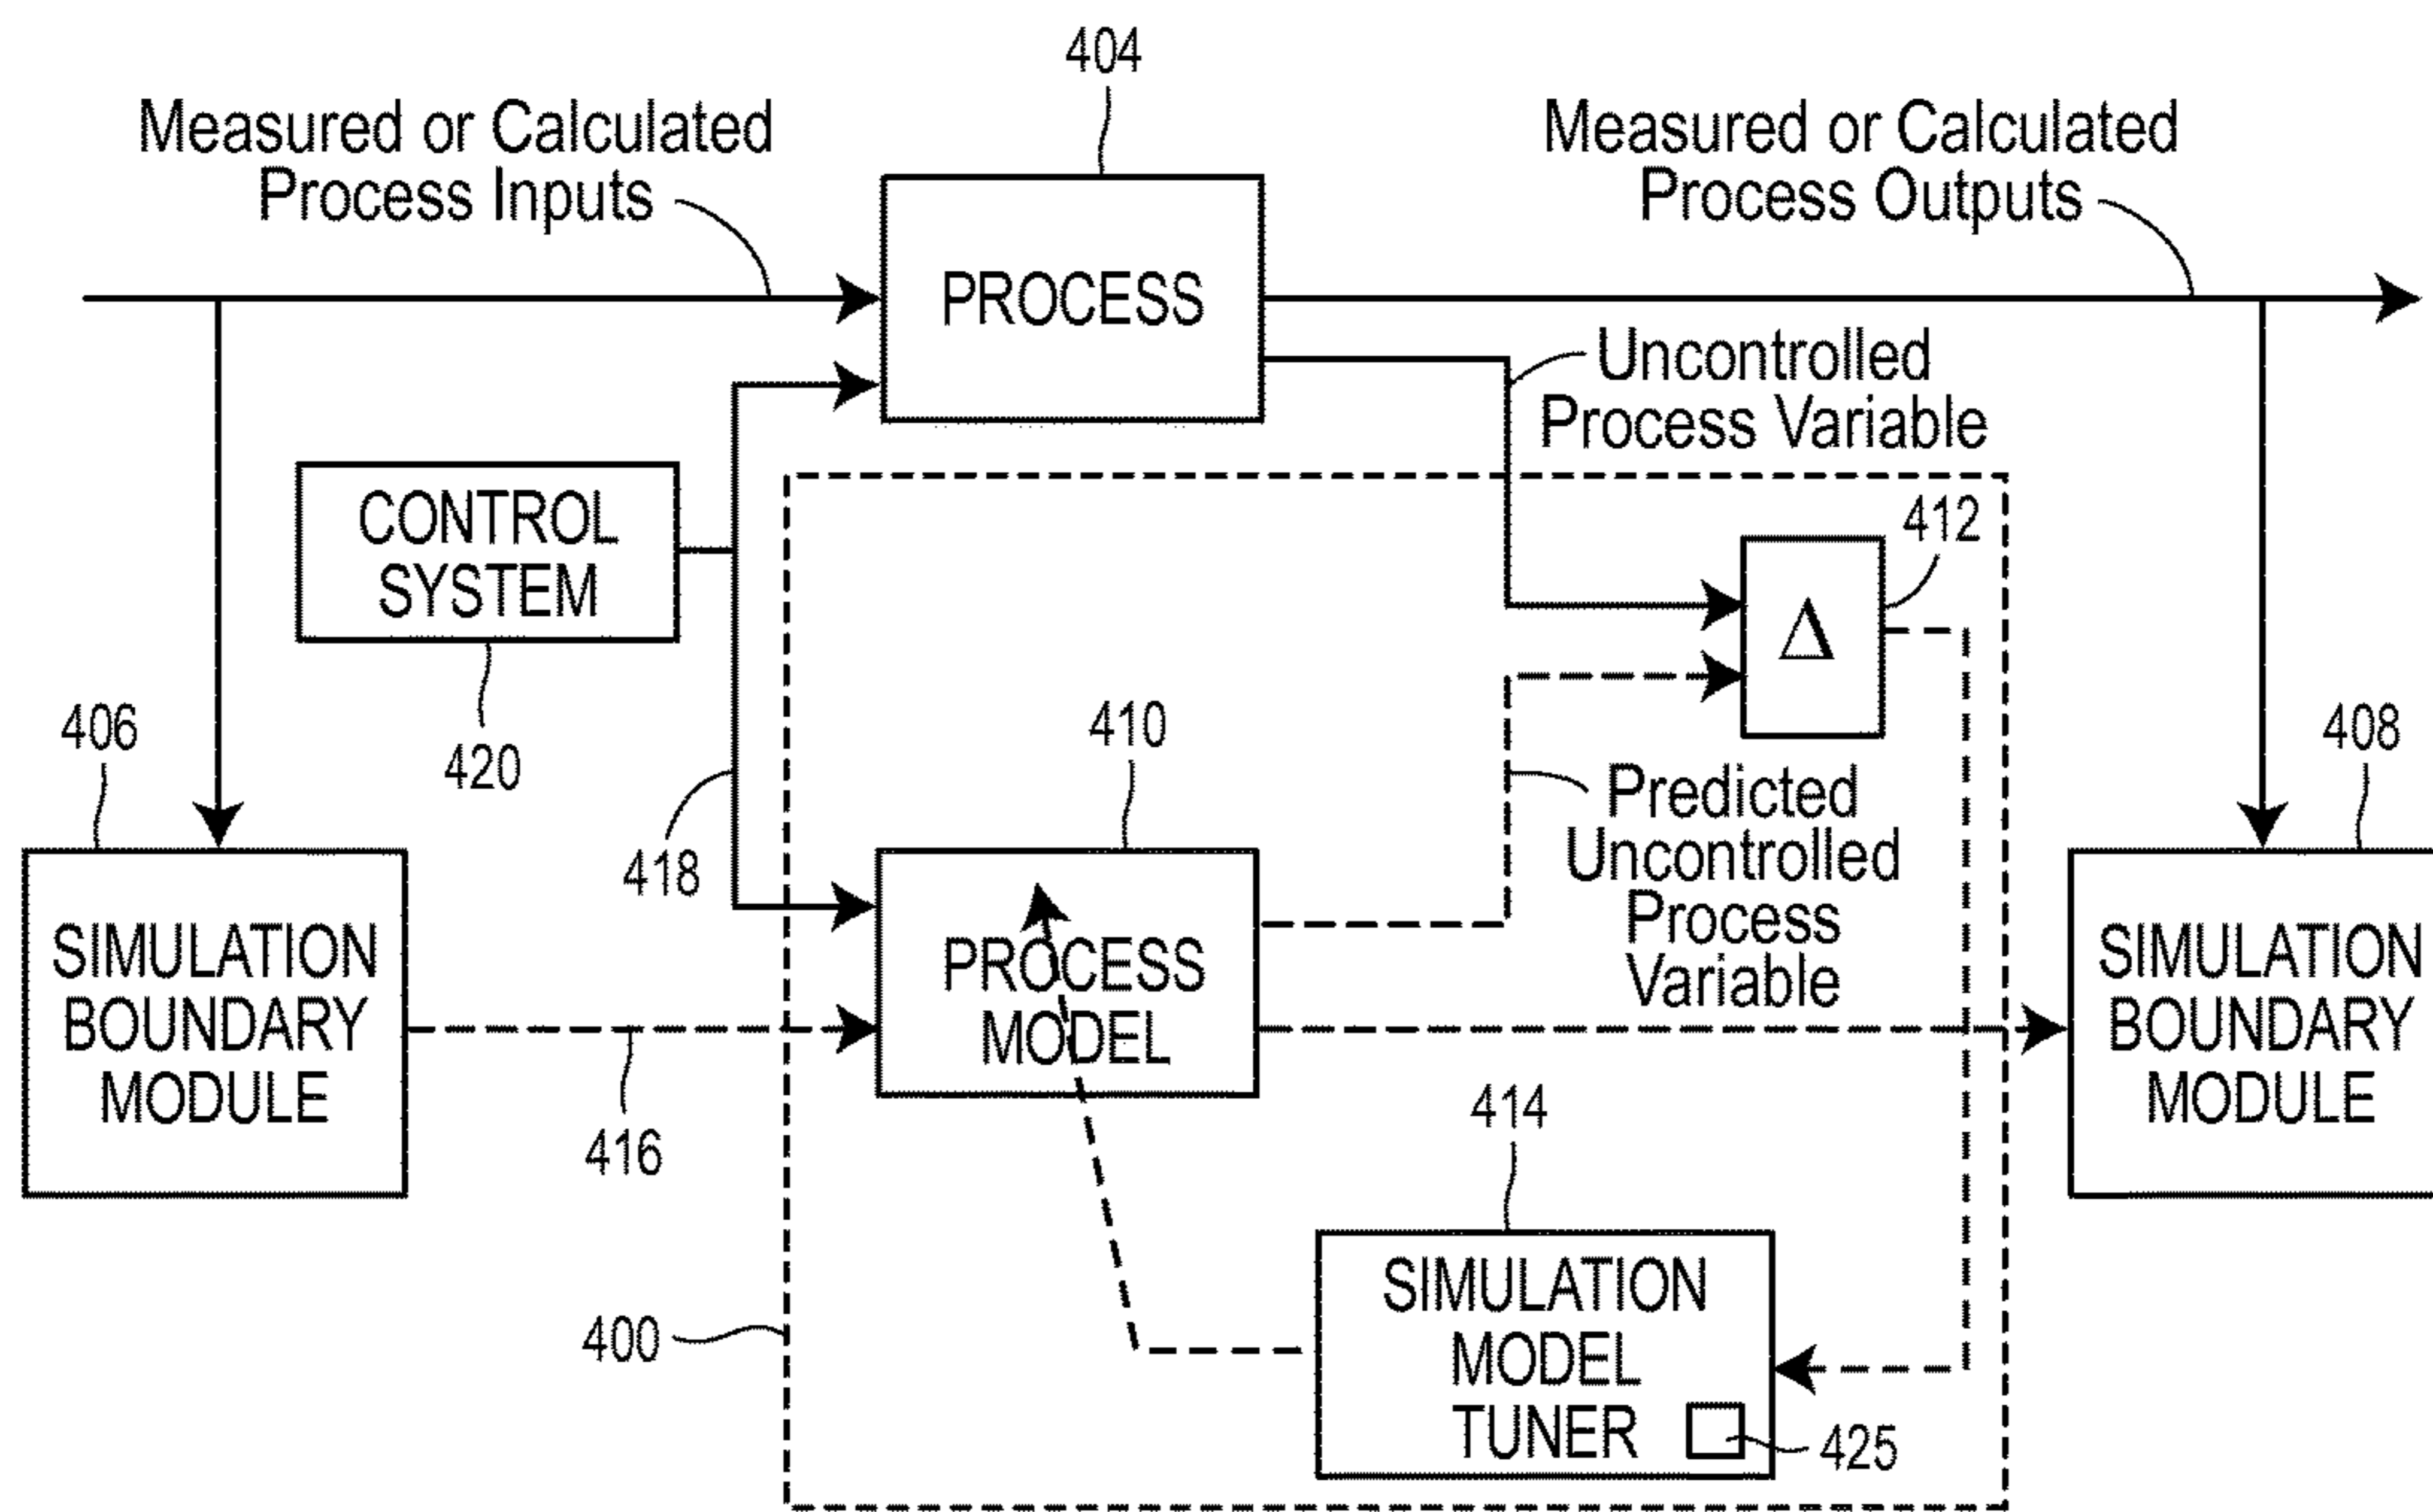 404
Measured or Calculated
Process Inputs
Measured or Calculated
Process Outputs
PROCESS
Uncontrolled
Process Variable
CONTROL
SYSTEM
420
412
Δ
406
418
410
Predicted
Uncontrolled
Process
Variable
408
SIMULATION
BOUNDARY
MODULE
416
PROCESS
MODEL
SIMULATION
BOUNDARY
MODULE
414
400
SIMULATION
MODEL
TUNER
425